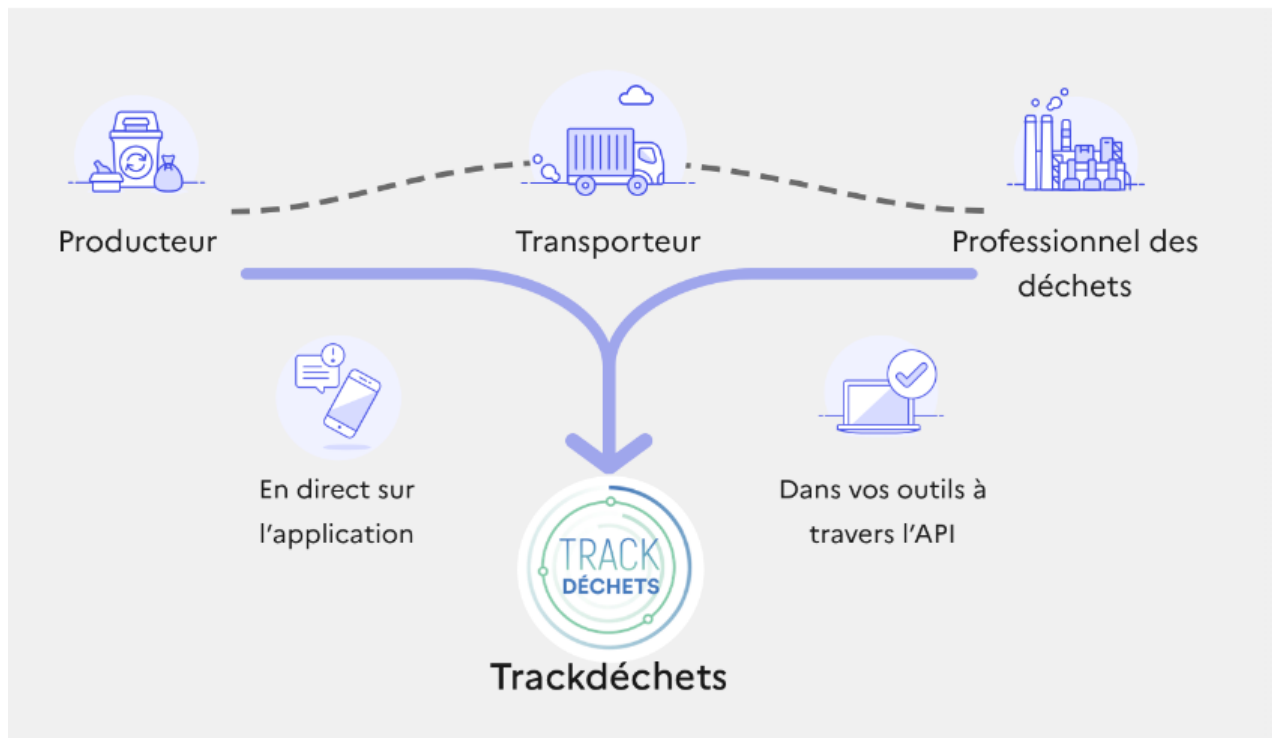 Producteur
Transporteur
Professionnel des
déchets
En direct sur
l'application
Dans vos outils à
travers l'API
TRACK
DÉCHETS
Trackdéchets